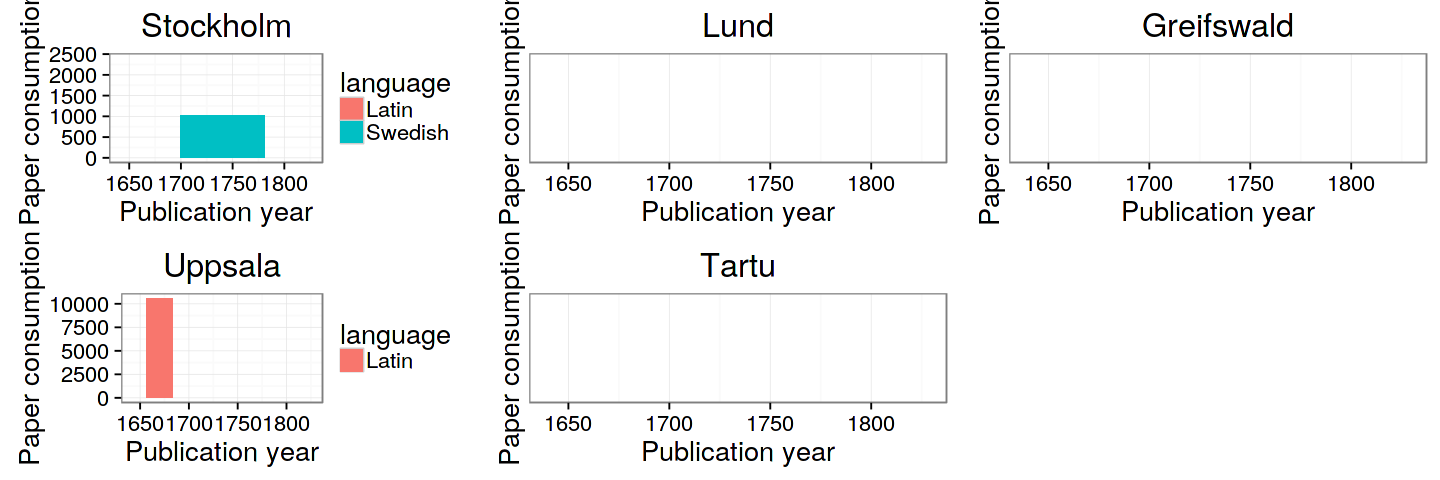 Stockholm
Paper consumption
2500
2000
1500
1000
500
0
1650 1700 1750 1800
Publication year
language
Latin
Swedish
Lund
Paper consumption
1650 1700 1750 1800
Publication year
Greifswald
Paper consumption
1650 1700 1750 1800
Publication year
Uppsala
Paper consumption
10000
7500
5000
2500
0
1650 1700 1750 1800
Publication year
language
Latin
Tartu
Paper consumption
1650 1700 1750 1800
Publication year